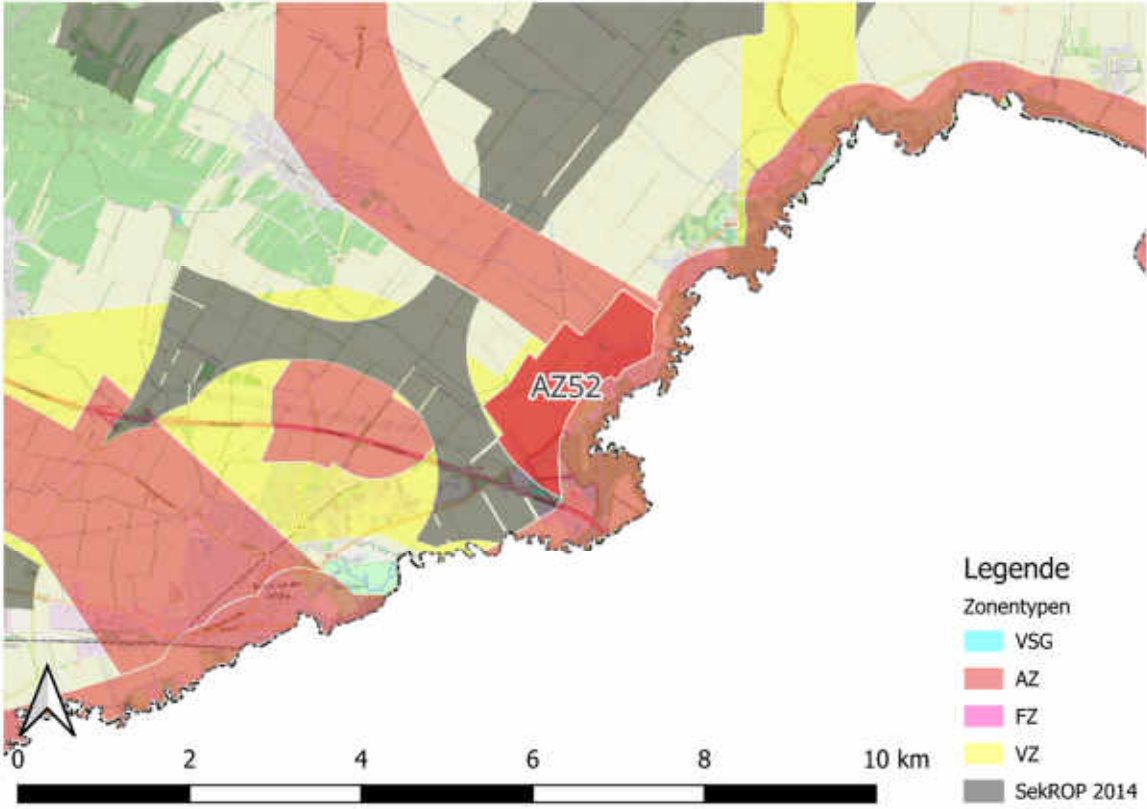 AZ52
Legende
Zonentypen
VSG
AZ
FZ
VZ
SekROP 2014
0 2 4 6 8 10 km